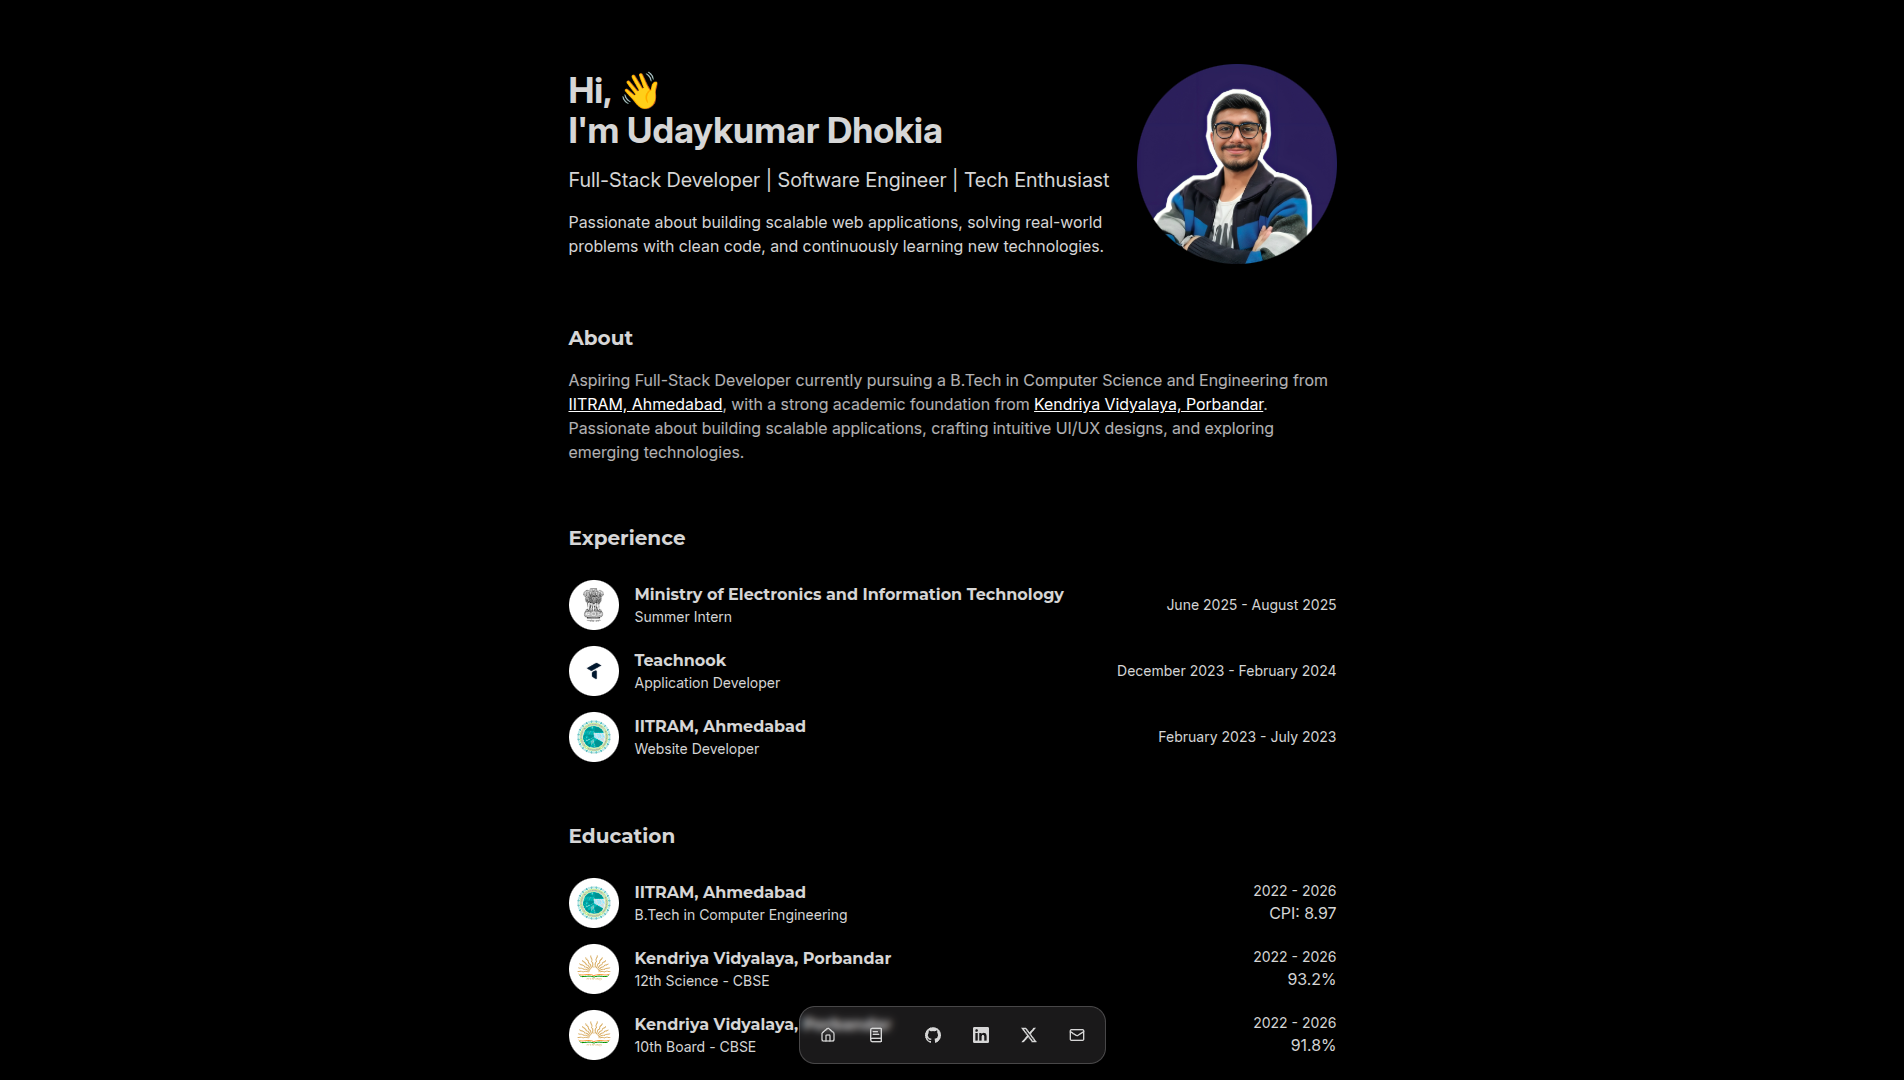 Hi, 👋
I'm Udaykumar Dhokia
Full-Stack Developer | Software Engineer | Tech Enthusiast
Passionate about building scalable web applications, solving real-world
problems with clean code, and continuously learning new technologies.
About
Aspiring Full-Stack Developer currently pursuing a B.Tech in Computer Science and Engineering from
IITRAM, Ahmedabad, with a strong academic foundation from Kendriya Vidyalaya, Porbandar.
Passionate about building scalable applications, crafting intuitive UI/UX designs, and exploring
emerging technologies.
Experience
Ministry of Electronics and Information Technology
Summer Intern
June 2025 - August 2025
Teachnook
Application Developer
December 2023 - February 2024
IITRAM, Ahmedabad
Website Developer
February 2023 - July 2023
Education
IITRAM, Ahmedabad
B.Tech in Computer Engineering
2022 - 2026
CPI: 8.97
Kendriya Vidyalaya, Porbandar
12th Science - CBSE
2022 - 2026
93.2%
Kendriya Vidyalaya,
10th Board - CBSE
2022 - 2026
91.8%